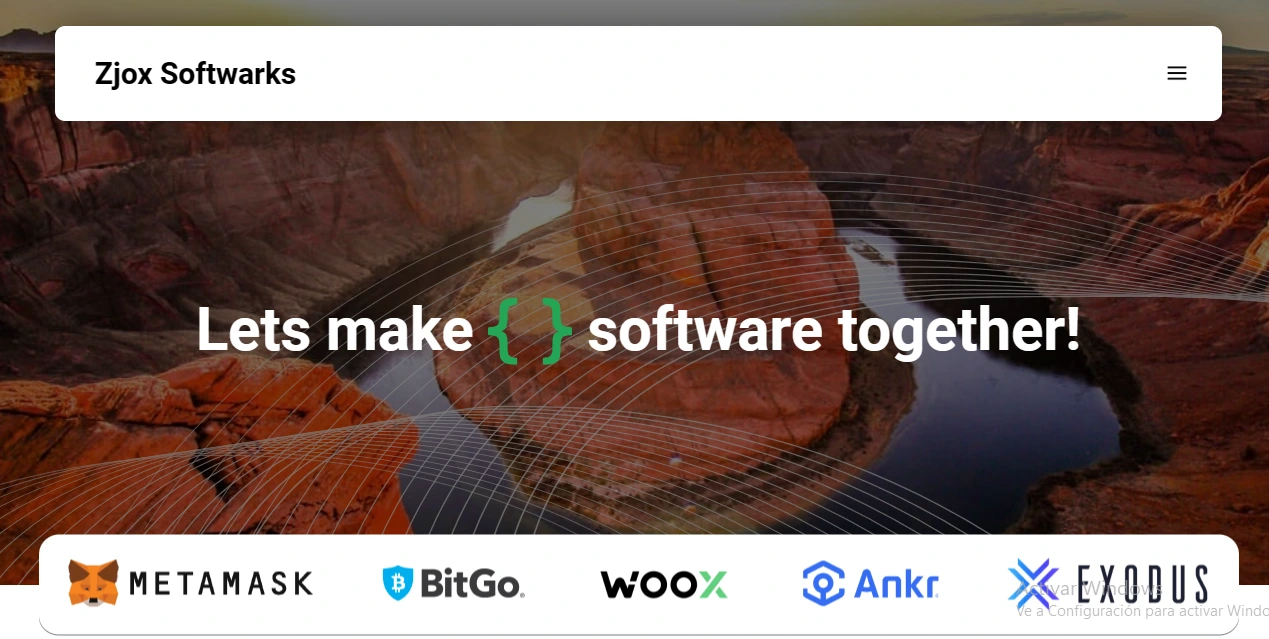 Zjox Softwarks
Lets make { } software together!
METAMASK
BitGo
WOOX
Ankr
EXODUS
Activar Windows
Ve a Configuración para activar Windo